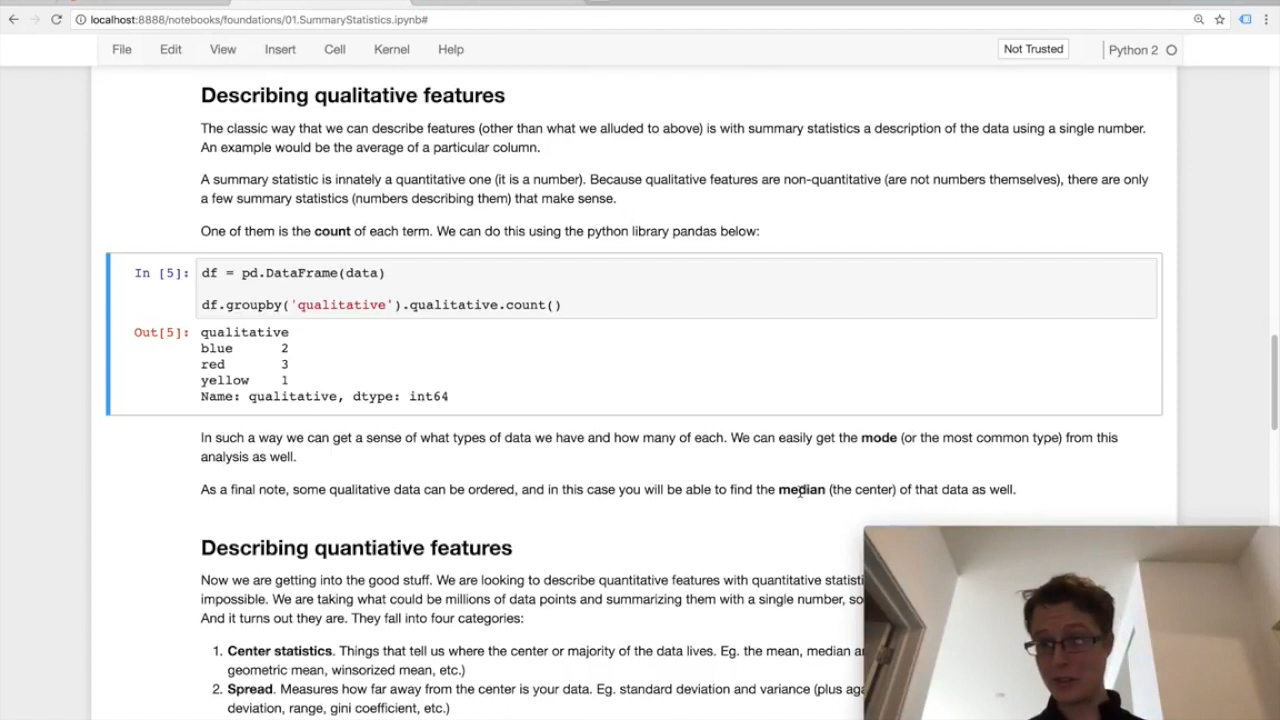 localhost:8888/notebooks/foundations/01.SummaryStatistics.ipynb#
File Edit View Insert Cell Kernel Help Not Trusted Python 2
Describing qualitative features
The classic way that we can describe features (other than what we alluded to above) is with summary statistics a description of the data using a single number.
An example would be the average of a particular column.
A summary statistic is innately a quantitative one (it is a number). Because qualitative features are non-quantitative (are not numbers themselves), there are only
a few summary statistics (numbers describing them) that make sense.
One of them is the count of each term. We can do this using the python library pandas below:
In [5]: df = pd.DataFrame(data)
df.groupby('qualitative').qualitative.count()
Out[5]: qualitative
blue 2
red 3
yellow 1
Name: qualitative, dtype: int64
In such a way we can get a sense of what types of data we have and how many of each. We can easily get the mode (or the most common type) from this
analysis as well.
As a final note, some qualitative data can be ordered, and in this case you will be able to find the median (the center) of that data as well.
Describing quantiative features
Now we are getting into the good stuff. We are looking to describe quantitative features with quantitative
impossible. We are taking what could be millions of data points and summarizing them with a single number,
And it turns out they are. They fall into four categories:
1. Center statistics. Things that tell us where the center or majority of the data lives. Eg. the mean, median
geometric mean, winsorized mean, etc.)
2. Spread. Measures how far away from the center is your data. Eg. standard deviation and variance (plus
deviation, range, gini coefficient, etc.)